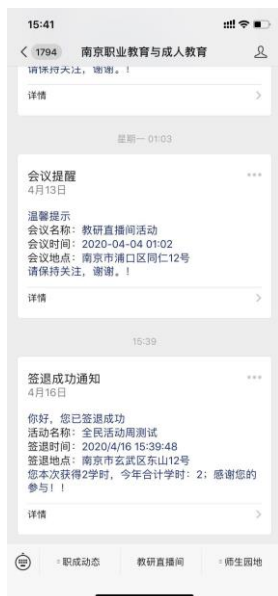 15:41
1794 南京职业教育与成人教育
请保持关注，谢谢。！
详情
星期一 01:03
会议提醒
4月13日
温馨提示
会议名称：教研直播间活动
会议时间：2020-04-04 01:02
会议地点：南京市浦口区同仁12号
请保持关注，谢谢。！
详情
15:39
签退成功通知
4月16日
你好，您已签退成功
活动名称：全民活动周测试
签退时间：2020/4/16 15:39:48
签退地点：南京市玄武区东山12号
您本次获得2学时，今年合计学时：2；感谢您的
参与！！
详情
职成动态 教研直播间 师生园地